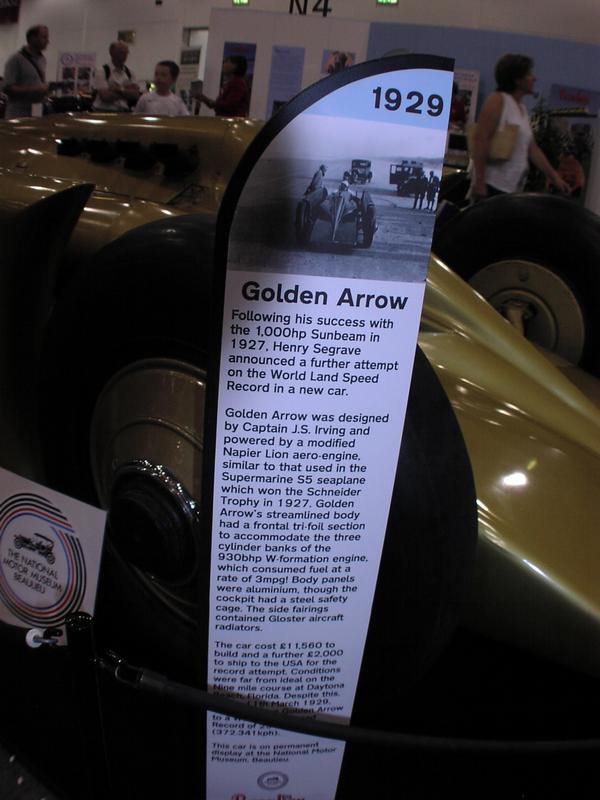 N4
1929
Golden Arrow
Following his success with
the 1,000hp Sunbeam in
1927, Henry Segrave
announced a further attempt
on the World Land Speed
Record in a new car.
Golden Arrow was designed
by Captain J.S. Irving and
powered by a modified
Napier Lion aero-engine,
similar to that used in the
Supermarine S5 seaplane
which won the Schneider
Trophy in 1927. Golden
Arrow's streamlined body
had a frontal tri-foil section
to accommodate the three
cylinder banks of the
930bhp W-formation engine,
which consumed fuel at a
rate of 3mpg! Body panels
were aluminium, though the
cockpit had a steel safety
cage. The side fairings
contained Gloster aircraft
radiators.
The car cost £11,560 to
build and a further £2,000
to ship to the USA for the
record attempt. Conditions
were far from ideal on the
Nine mile course at Daytona
Beach, Florida. Despite this,
11th March 1929,
Golden Arrow
to a
Record of
(372.341kph).
This car is on permanent
display at the National Motor
Museum, Beaulieu.
THE NATIONAL
MOTOR MUSEUM
BEAULIEU